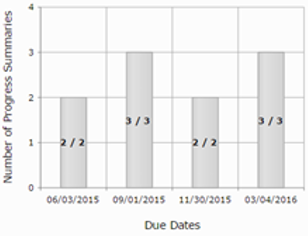 Number of Progress Summaries
4
3
2
1
0
2 / 2
3 / 3
2 / 2
3 / 3
06/03/2015 09/01/2015 11/30/2015 03/04/2016
Due Dates